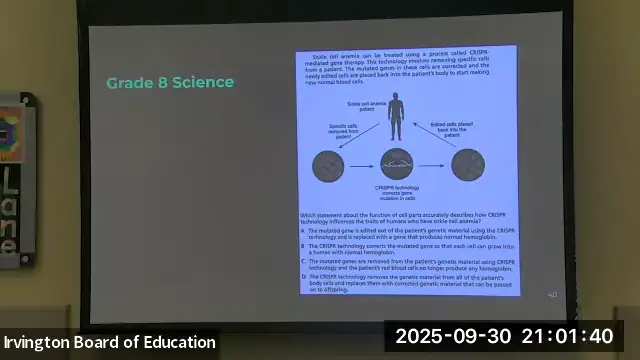 Grade 8 Science
Sickle cell anemia can be treated using a process called CRISPR-
mediated gene therapy. This technology involves removing specific cells
from a patient. The mutated genes in these cells are corrected and the
newly edited cells are placed back into the patient's body to start making
new normal blood cells.
Sickle cell anemia
patient
Specific cells
removed from
patient
Edited cells placed
back into the
patient
CRISPR technology
corrects gene
mutation in cells
Which statement about the function of cell parts accurately describes how CRISPR
technology influences the traits of humans who have sickle cell anemia?
A The mutated gene is edited out of the patient's genetic material using the CRISPR
technology and is replaced with a gene that produces normal hemoglobin.
B The CRISPR technology corrects the mutated gene so that each cell can grow into
a human with normal hemoglobin.
C The mutated genes are removed from the patient's genetic material using CRISPR
technology and the patient's red blood cells no longer produce any hemoglobin.
D The CRISPR technology removes the genetic material from all of the patient's
body cells and replaces them with corrected genetic material that can be passed
on to offspring.
40
Lane
Irvington Board of Education
2025-09-30 21:01:40